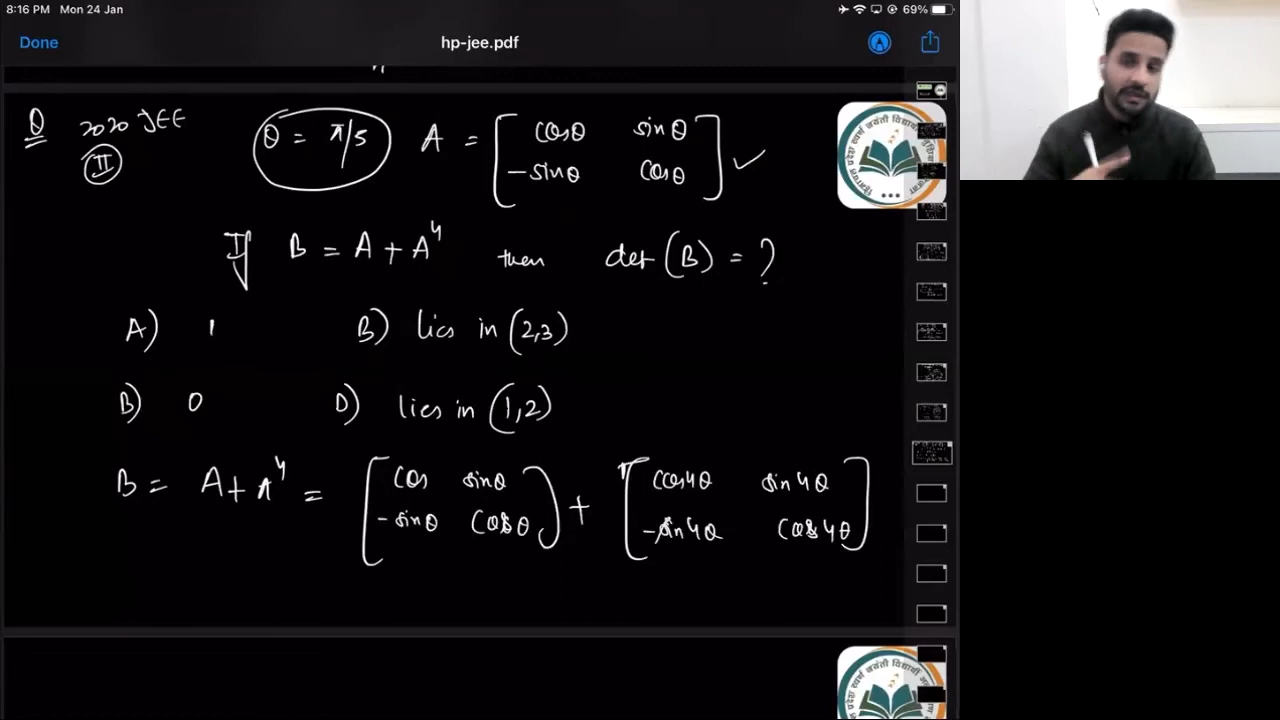 8:16 PM Mon 24 Jan 69%
Done hp-jee.pdf
Q 2020 JEE θ = π/5 A = [ cosθ sinθ
II -sinθ cosθ ] ✓
If B = A + A⁴ then det (B) = ?
A) 1 B) lies in (2,3)
B) 0 D) lies in (1,2)
B = A + A⁴ = [ cos sinθ + [ cos4θ sin4θ
-sinθ cosθ ] -sin4θ cos4θ ]